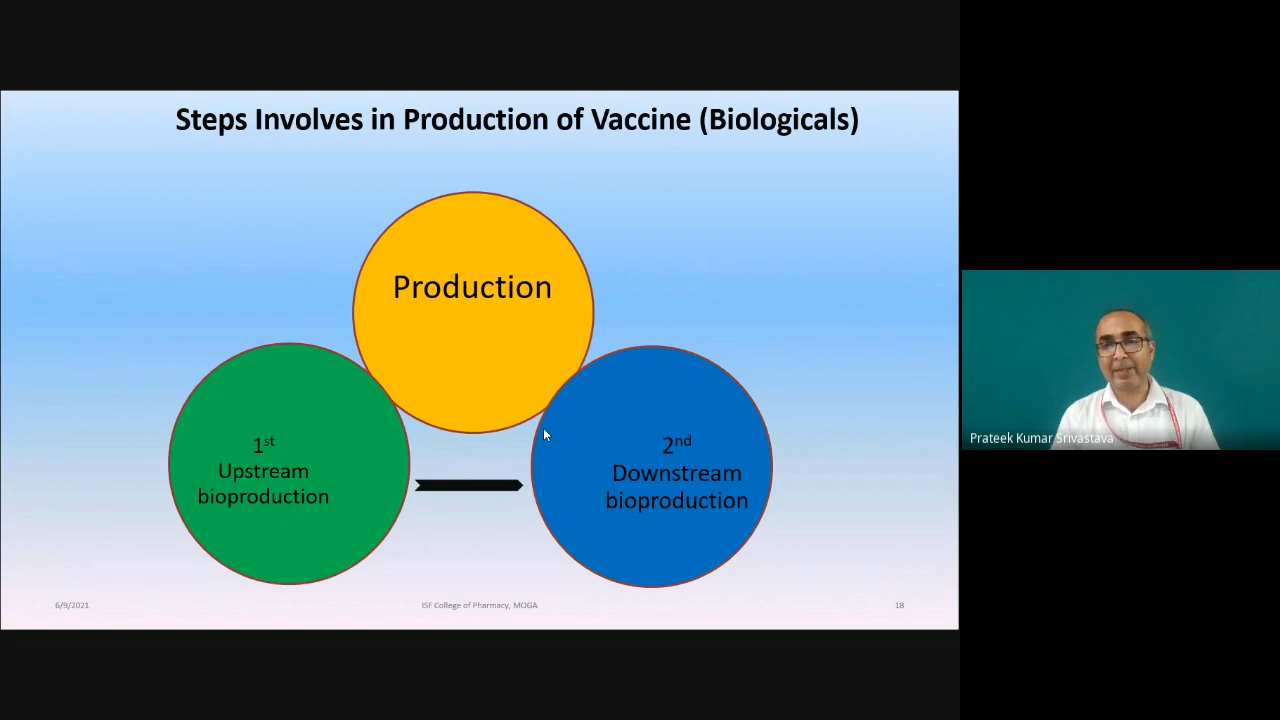 Steps Involves in Production of Vaccine (Biologicals)
Production
1st
Upstream
bioproduction
2nd
Downstream
bioproduction
6/9/2021
ISF College of Pharmacy, MOGA
18
Prateek Kumar Srivastava